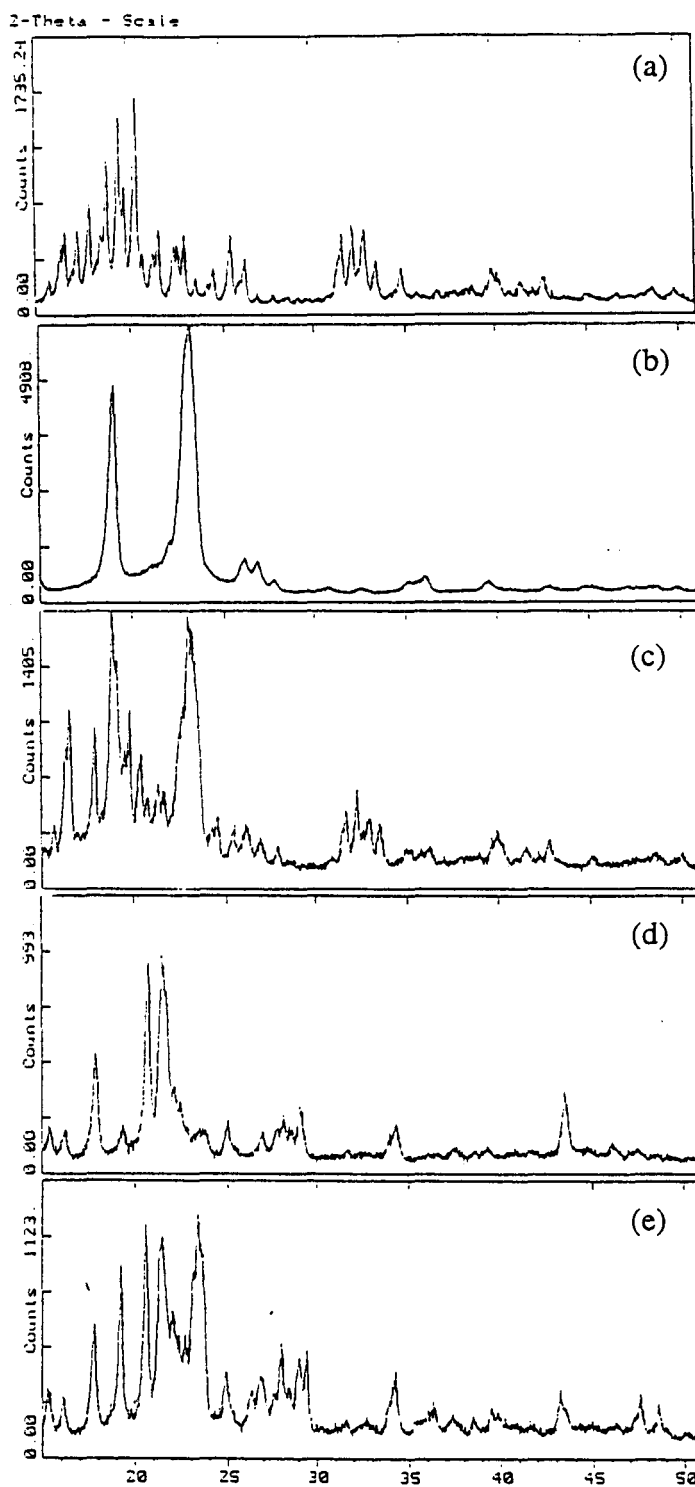 2-Theta - Scale
(a)
Counts 1735.24
0.00
(b)
Counts 4908
0.00
(c)
Counts 1405
0.00
(d)
Counts 993
0.00
(e)
Counts 1123.
0.00
20 25 30 35 40 45 50